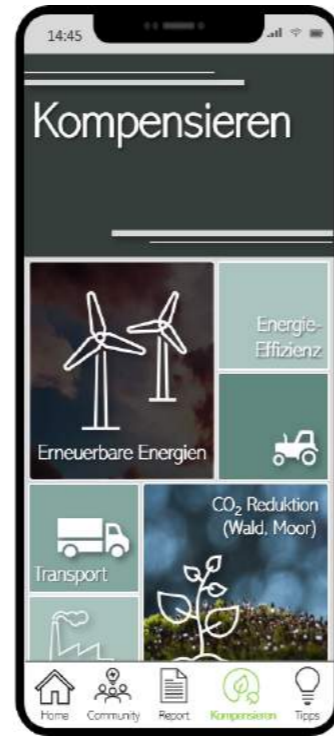 14:45
Kompensieren
Energie-
Effizienz
Erneuerbare Energien
CO₂ Reduktion
(Wald, Moor)
Transport
Home Community Report Kompensieren Tipps